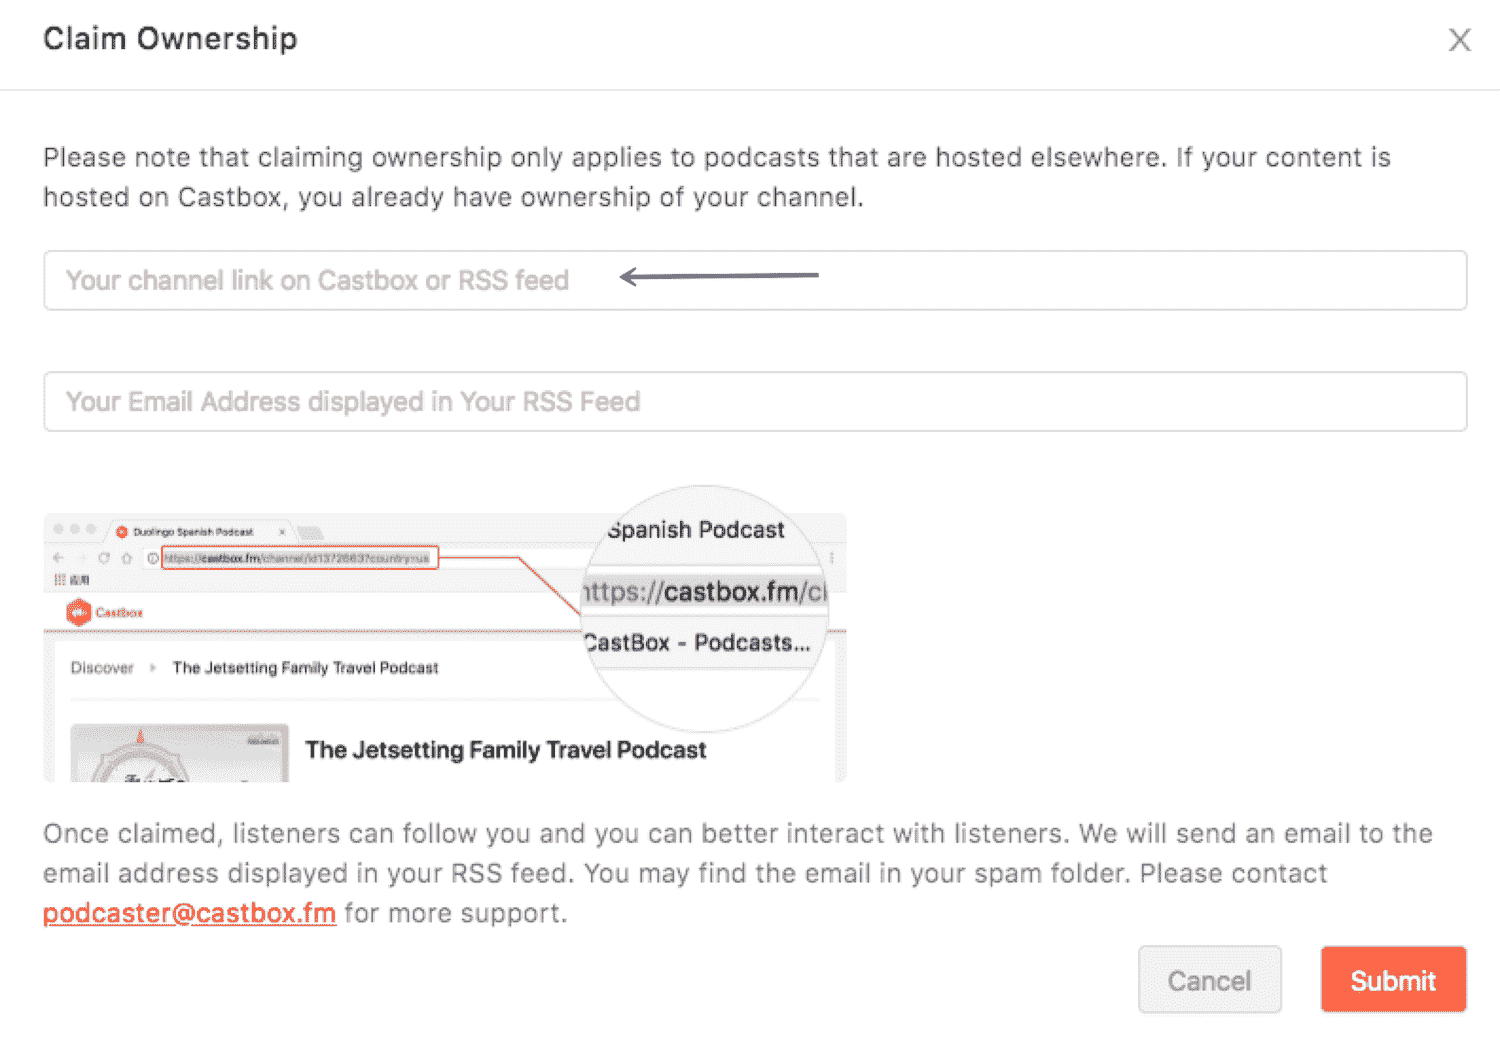 Claim Ownership
X
Please note that claiming ownership only applies to podcasts that are hosted elsewhere. If your content is
hosted on Castbox, you already have ownership of your channel.
Your channel link on Castbox or RSS feed
Your Email Address displayed in Your RSS Feed
Duolingo Spanish Podcast
Spanish Podcast
https://castbox.fm/channel/id1372663?country=us
https://castbox.fm/cl
应用
Castbox
CastBox - Podcasts...
Discover
The Jetsetting Family Travel Podcast
The Jetsetting Family Travel Podcast
Once claimed, listeners can follow you and you can better interact with listeners. We will send an email to the
email address displayed in your RSS feed. You may find the email in your spam folder. Please contact
podcaster@castbox.fm for more support.
Cancel
Submit